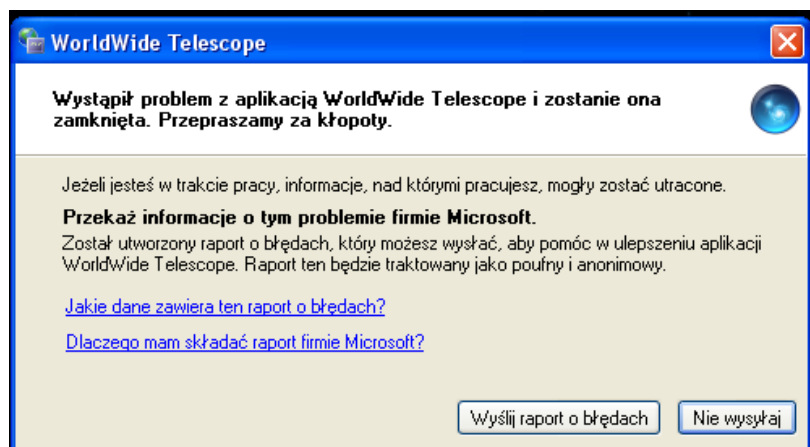 WorldWide Telescope
Wystąpił problem z aplikacją WorldWide Telescope i zostanie ona
zamknięta. Przepraszamy za kłopoty.
Jeżeli jesteś w trakcie pracy, informacje, nad którymi pracujesz, mogły zostać utracone.
Przekaż informacje o tym problemie firmie Microsoft.
Został utworzony raport o błędach, który możesz wysłać, aby pomóc w ulepszeniu aplikacji
WorldWide Telescope. Raport ten będzie traktowany jako poufny i anonimowy.
Jakie dane zawiera ten raport o błędach?
Dlaczego mam składać raport firmie Microsoft?
Wyślij raport o błędach Nie wysyłaj